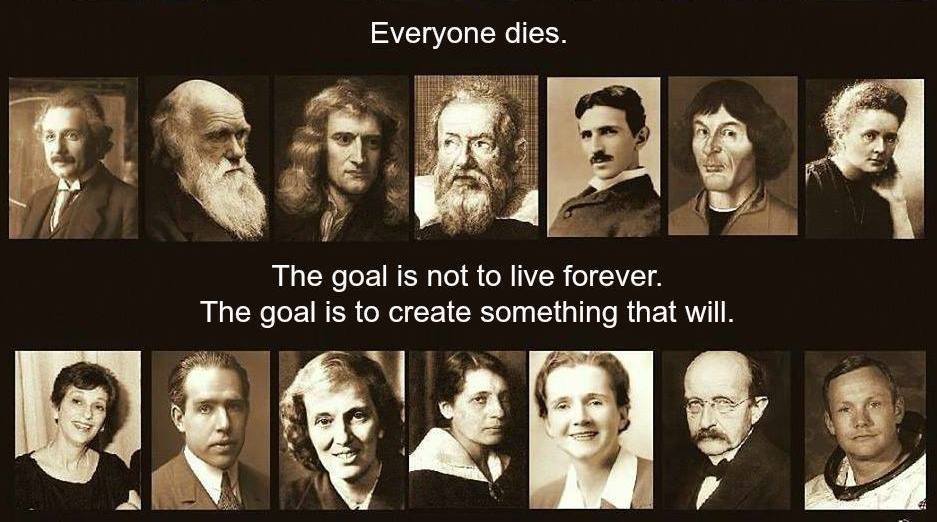 Everyone dies.
The goal is not to live forever.
The goal is to create something that will.